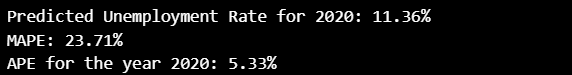 Predicted Unemployment Rate for 2020: 11.36%
MAPE: 23.71%
APE for the year 2020: 5.33%